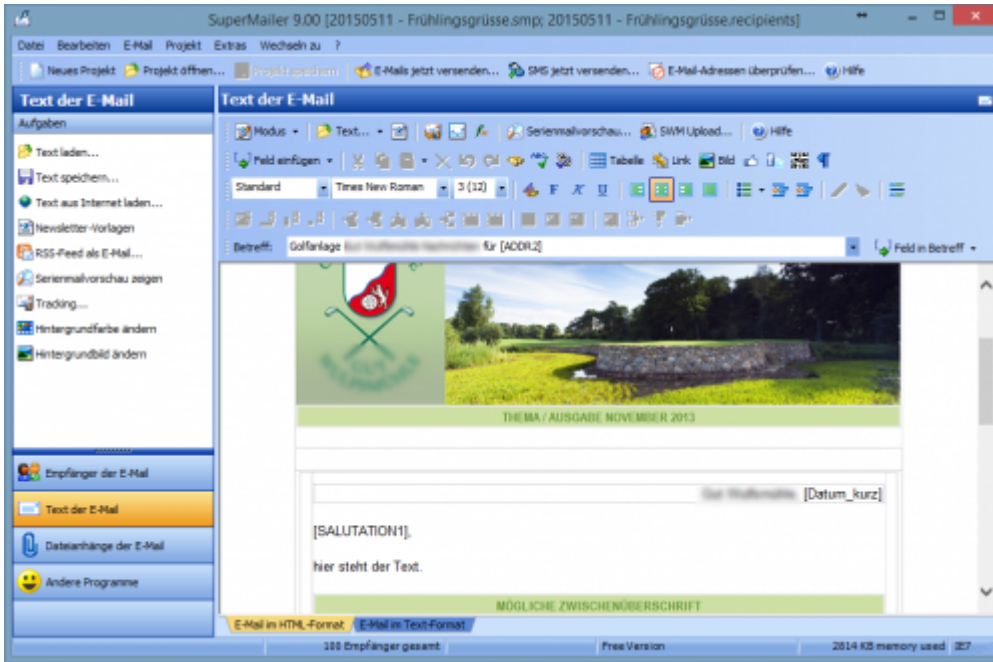 SuperMailer 9.00 [20150511 - Frühlingsgrüsse.smp; 20150511 - Frühlingsgrüsse.recipients]
Datei Bearbeiten E-Mail Projekt Extras Wechseln zu ?
Neues Projekt Projekt öffnen... Projekt speichern E-Mails jetzt versenden... SMS jetzt versenden... E-Mail-Adressen überprüfen... Hilfe
Text der E-Mail
Aufgaben
Text laden...
Text speichern...
Text aus Internet laden...
Newsletter-Vorlagen
RSS-Feed als E-Mail...
Serienmailvorschau zeigen
Tracking...
Hintergrundfarbe ändern
Hintergrundbild ändern
Empfänger der E-Mail
Text der E-Mail
Dateianhänge der E-Mail
Andere Programme
Text der E-Mail
Modus Text... Serienmailvorschau... SWM Upload... Hilfe
Feld einfügen Tabelle Link Bild
Standard Times New Roman 3 (12) F K U
Betreff: Golfanlage für [ADDR2] Feld in Betreff
GUT
THEMA / AUSGABE NOVEMBER 2013
[Datum_kurz]
[SALUTATION1],
hier steht der Text.
MÖGLICHE ZWISCHENÜBERSCHRIFT
E-Mail im HTML-Format E-Mail im Text-Format
100 Empfänger gesamt Free Version 2814 KB memory used IE7